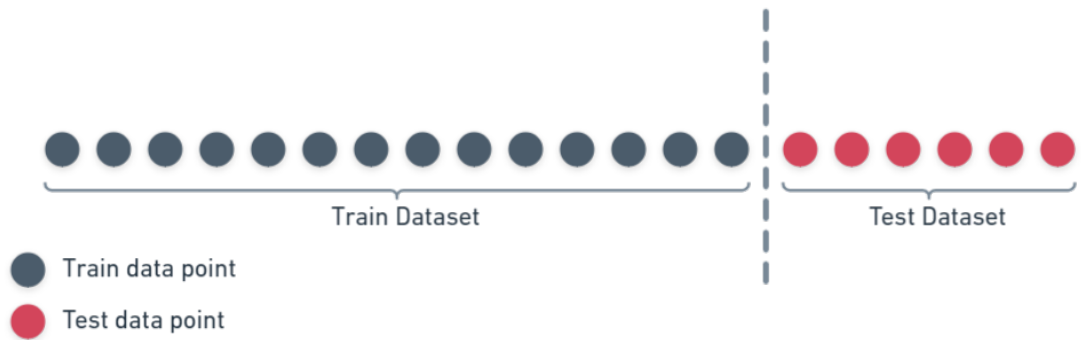 Train Dataset
Test Dataset
Train data point
Test data point